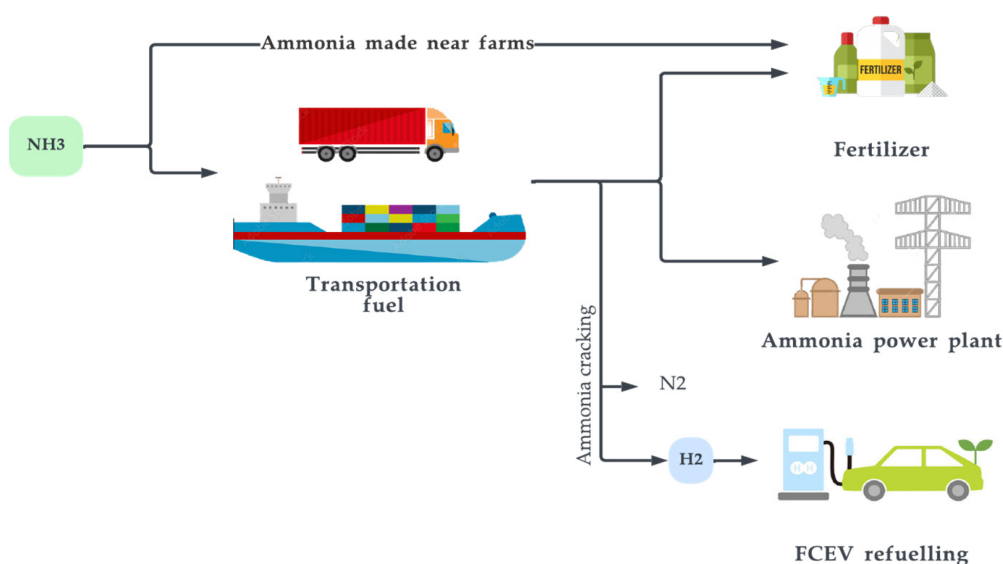 Ammonia made near farms
FERTILIZER
NH3
Fertilizer
Transportation
fuel
Ammonia power plant
Ammonia cracking
N2
H2
H H
FCEV refuelling